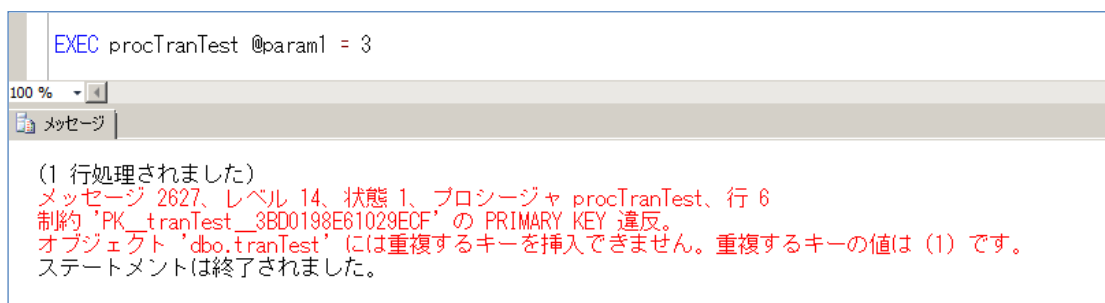 EXEC procTranTest @param1 = 3
100 %
メッセージ
(1 行処理されました)
メッセージ 2627、レベル 14、状態 1、プロシージャ procTranTest、行 6
制約 'PK__tranTest__3BD0198E61029ECF' の PRIMARY KEY 違反。
オブジェクト 'dbo.tranTest' には重複するキーを挿入できません。重複するキーの値は (1) です。
ステートメントは終了されました。